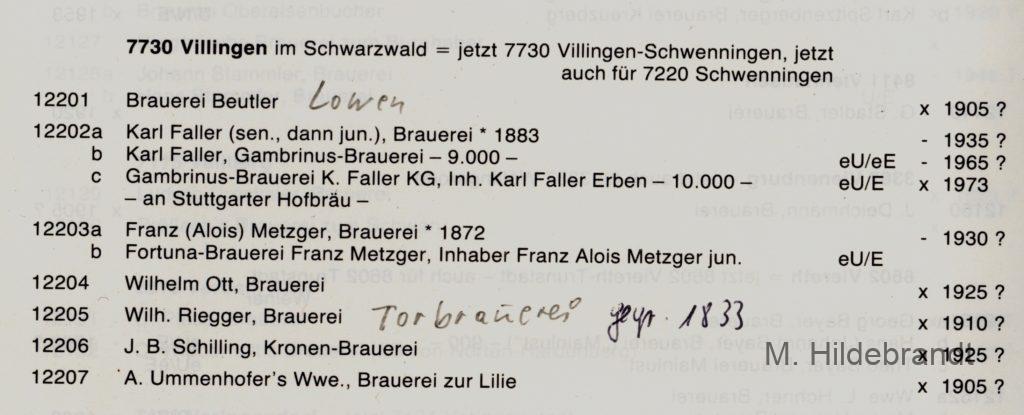 7730 Villingen im Schwarzwald = jetzt 7730 Villingen-Schwenningen, jetzt
auch für 7220 Schwenningen
12201 Brauerei Beutler Lowen x 1905 ?
12202a Karl Faller (sen., dann jun.), Brauerei * 1883 - 1935 ?
b Karl Faller, Gambrinus-Brauerei – 9.000 – eU/eE - 1965 ?
c Gambrinus-Brauerei K. Faller KG, Inh. Karl Faller Erben – 10.000 – eU/E x 1973
– an Stuttgarter Hofbräu –
12203a Franz (Alois) Metzger, Brauerei * 1872 - 1930 ?
b Fortuna-Brauerei Franz Metzger, Inhaber Franz Alois Metzger jun. eU/E
12204 Wilhelm Ott, Brauerei x 1925 ?
12205 Wilh. Riegger, Brauerei Torbrauerei gegr. 1833 x 1910 ?
12206 J. B. Schilling, Kronen-Brauerei x 1925 ?
M. Hildebrandt
12207 A. Ummenhofer's Wwe., Brauerei zur Lilie x 1905 ?